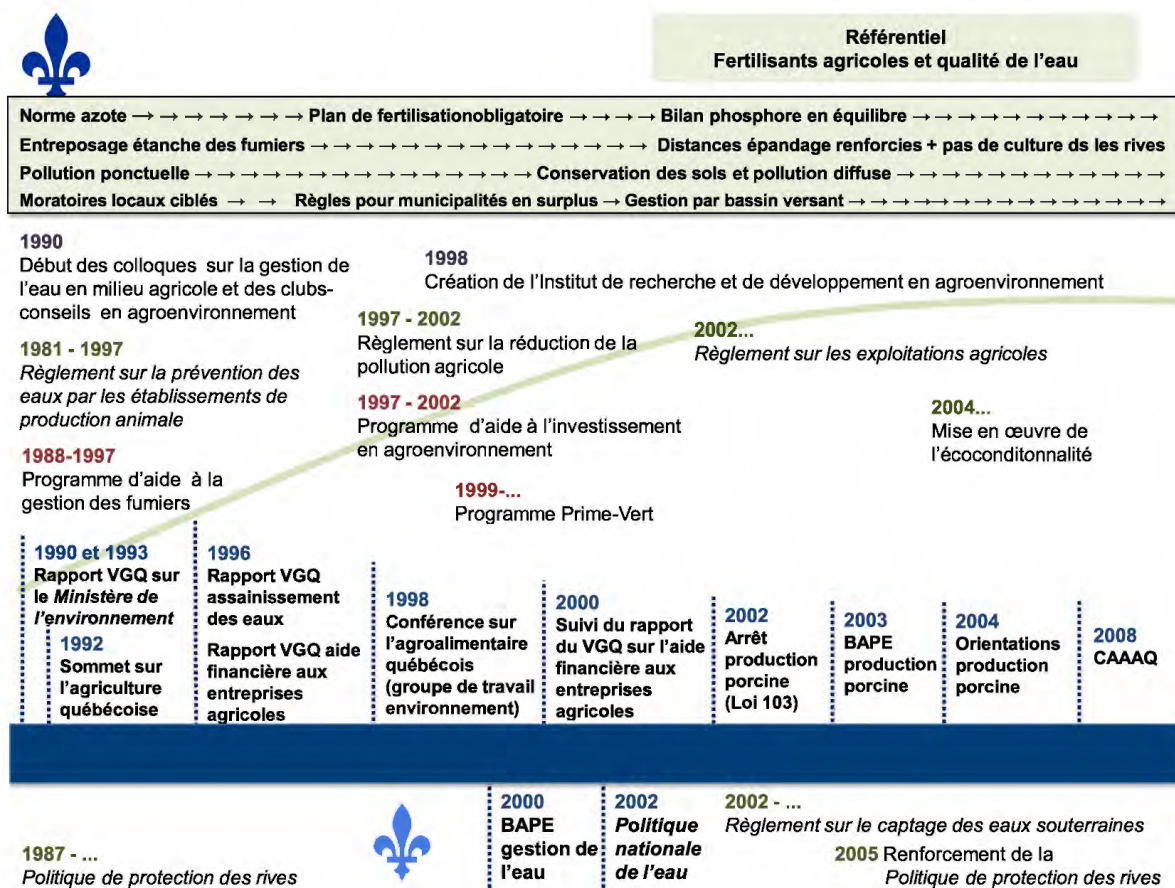 Référentiel
Fertilisants agricoles et qualité de l'eau
Norme azote → → → → → → → Plan de fertilisationobligatoire → → → → Bilan phosphore en équilibre → → → → → → → → → → →
Entreposage étanche des fumiers → → → → → → → → → → → → → → → Distances épandage renforcies + pas de culture ds les rives
Pollution ponctuelle → → → → → → → → → → → → → → → Conservation des sols et pollution diffuse → → → → → → → → → → → →
Moratoires locaux ciblés → → Règles pour municipalités en surplus → Gestion par bassin versant → → → → → → → → → → → → → →
1990
Début des colloques sur la gestion de
l'eau en milieu agricole et des clubs-
conseils en agroenvironnement
1998
Création de l'Institut de recherche et de développement en agroenvironnement
1981 - 1997
Règlement sur la prévention des
eaux par les établissements de
production animale
1997 - 2002
Règlement sur la réduction de la
pollution agricole
2002...
Règlement sur les exploitations agricoles
1988-1997
Programme d'aide à la
gestion des fumiers
1997 - 2002
Programme d'aide à l'investissement
en agroenvironnement
2004...
Mise en œuvre de
l'écoconditonnalité
1999-...
Programme Prime-Vert
1990 et 1993
Rapport VGQ sur
le Ministère de
l'environnement
1992
Sommet sur
l'agriculture
québécoise
1996
Rapport VGQ
assainissement
des eaux
Rapport VGQ aide
financière aux
entreprises
agricoles
1998
Conférence sur
l'agroalimentaire
québécois
(groupe de travail
environnement)
2000
Suivi du rapport
du VGQ sur l'aide
financière aux
entreprises
agricoles
2002
Arrêt
production
porcine
(Loi 103)
2003
BAPE
production
porcine
2004
Orientations
production
porcine
2008
CAAAQ
1987 - ...
Politique de protection des rives
2000
BAPE
gestion de
l'eau
2002
Politique
nationale
de l'eau
2002 - ...
Règlement sur le captage des eaux souterraines
2005 Renforcement de la
Politique de protection des rives